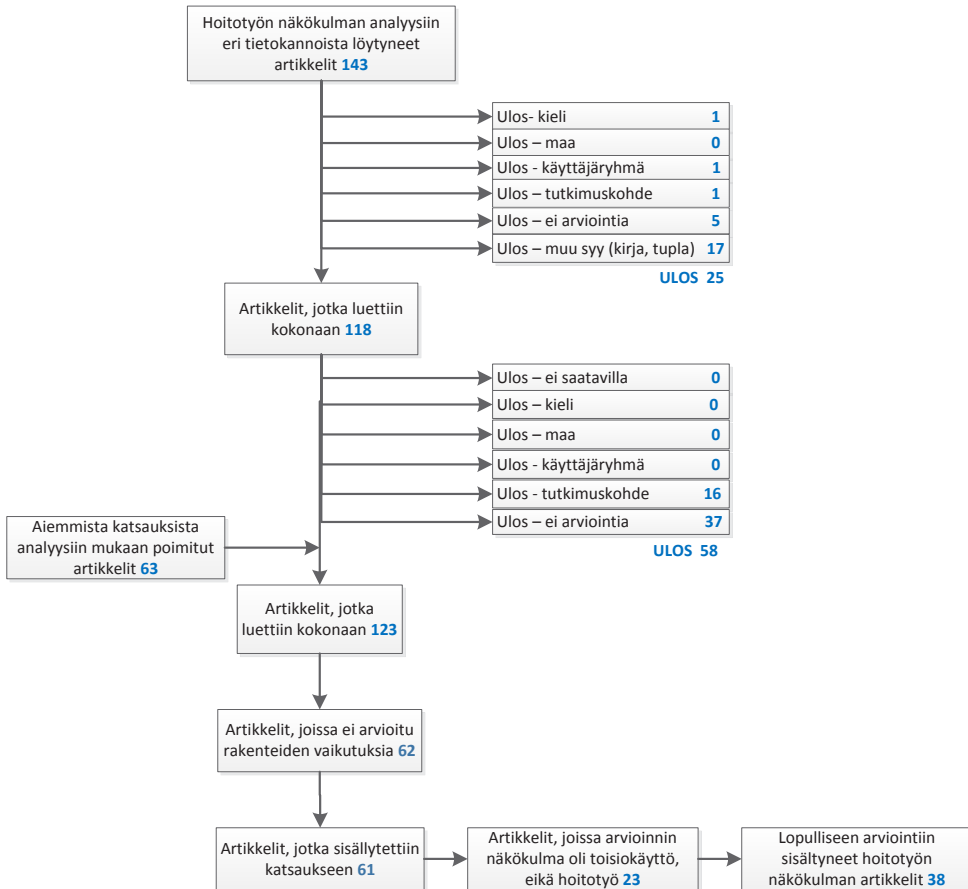 Hoitotyön näkökulman analyysiin
eri tietokannoista löytyneet
artikkelit 143
Ulos- kieli 1
Ulos – maa 0
Ulos - käyttäjäryhmä 1
Ulos – tutkimuskohde 1
Ulos – ei arviointia 5
Ulos – muu syy (kirja, tupla) 17
ULOS 25
Artikkelit, jotka luettiin
kokonaan 118
Ulos – ei saatavilla 0
Ulos – kieli 0
Ulos – maa 0
Ulos - käyttäjäryhmä 0
Ulos - tutkimuskohde 16
Ulos – ei arviointia 37
ULOS 58
Aiemmista katsauksista
analyysiin mukaan poimitut
artikkelit 63
Artikkelit, jotka
luettiin kokonaan 123
Artikkelit, joissa ei arvioitu
rakenteiden vaikutuksia 62
Artikkelit, jotka sisällytettiin
katsaukseen 61
Artikkelit, joissa arvioinnin
näkökulma oli toisiokäyttö,
eikä hoitotyö 23
Lopulliseen arviointiin
sisältyneet hoitotyön
näkökulman artikkelit 38